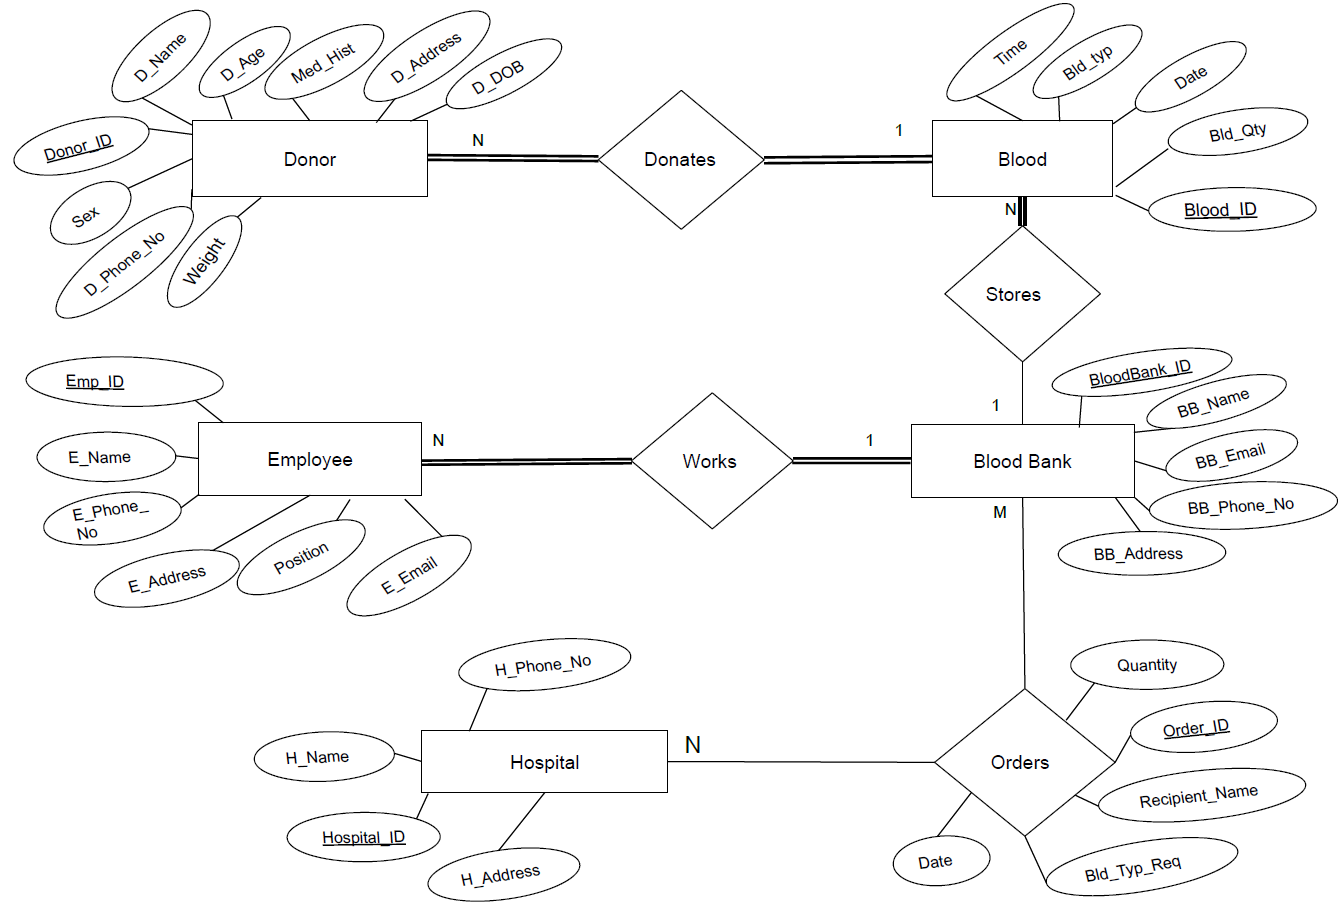 D_Name
D_Age
Med_Hist
D_Address
D_DOB
Donor_ID
Sex
D_Phone_No
Weight
Donor
N
Donates
1
Blood
Time
Bld_typ
Date
Bld_Qty
Blood_ID
N
Stores
1
Emp_ID
E_Name
E_Phone_
No
E_Address
Position
E_Email
Employee
N
Works
1
Blood Bank
BloodBank_ID
BB_Name
BB_Email
BB_Phone_No
BB_Address
M
H_Phone_No
H_Name
Hospital_ID
H_Address
Hospital
N
Orders
Quantity
Order_ID
Recipient_Name
Bld_Typ_Req
Date